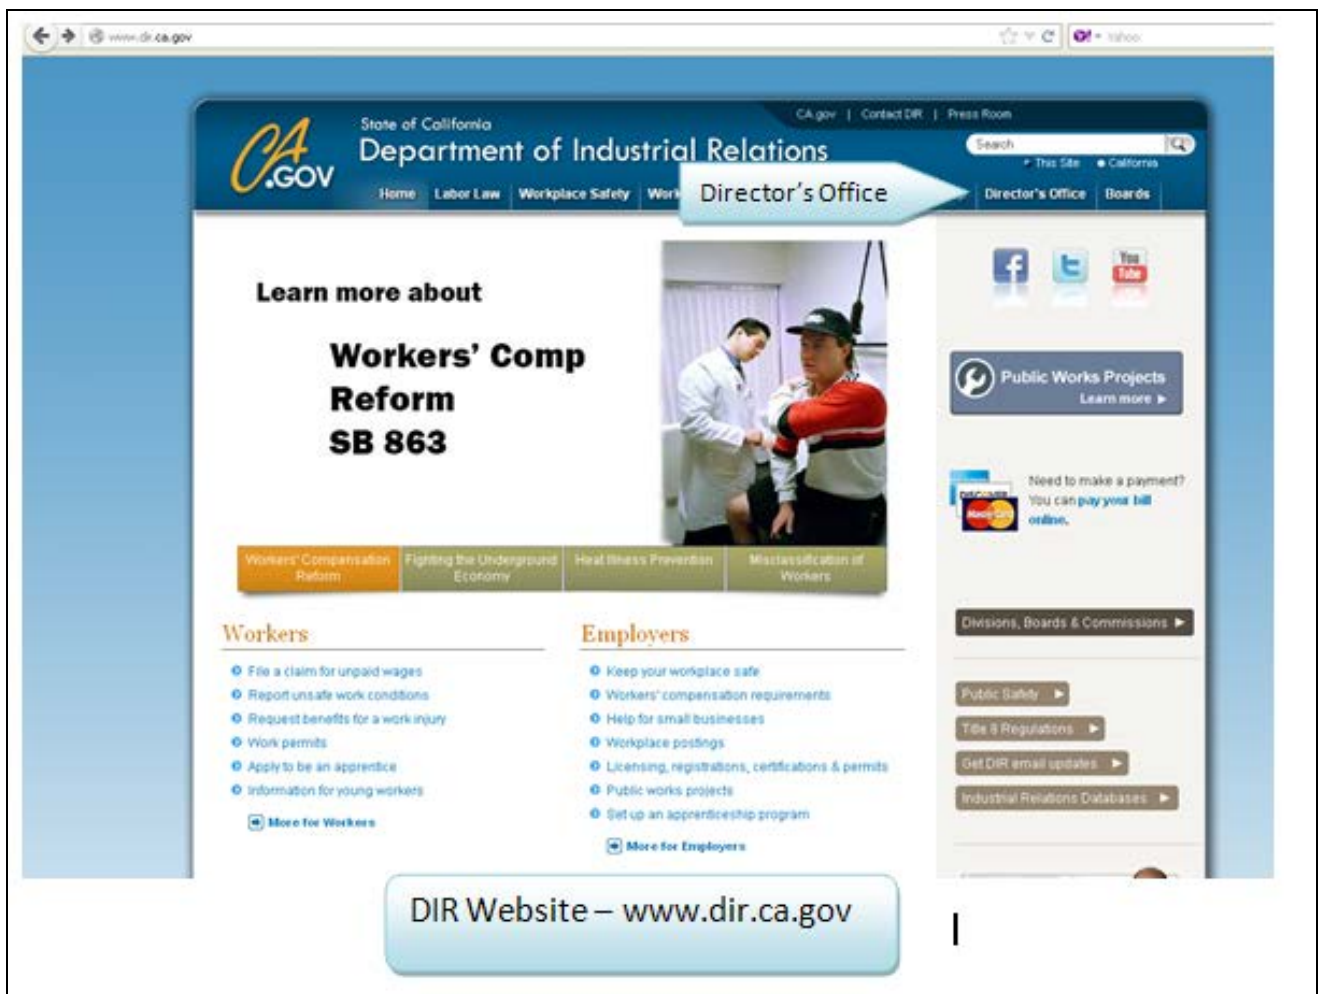 www.dir.ca.gov
Yahoo
CA.gov | Contact DIR | Press Room
CA
.GOV
State of California
Department of Industrial Relations
Search
This Site California
Home Labor Law Workplace Safety
Director's Office
Director's Office Boards
Learn more about
Workers' Comp
Reform
SB 863
You
Tube
Public Works Projects
Learn more
Need to make a payment?
You can pay your bill
online.
DISCOVER
MasterCard
Workers' Compensation
Reform
Fighting the Underground
Economy
Heat Illness Prevention
Misclassification of
Workers
Workers
File a claim for unpaid wages
Report unsafe work conditions
Request benefits for a work injury
Work permits
Apply to be an apprentice
Information for young workers
More for Workers
Employers
Keep your workplace safe
Workers' compensation requirements
Help for small businesses
Workplace postings
Licensing, registrations, certifications & permits
Public works projects
Set up an apprenticeship program
More for Employers
Divisions, Boards & Commissions
Public Safety
Title 8 Regulations
Get DIR email updates
Industrial Relations Databases
DIR Website – www.dir.ca.gov